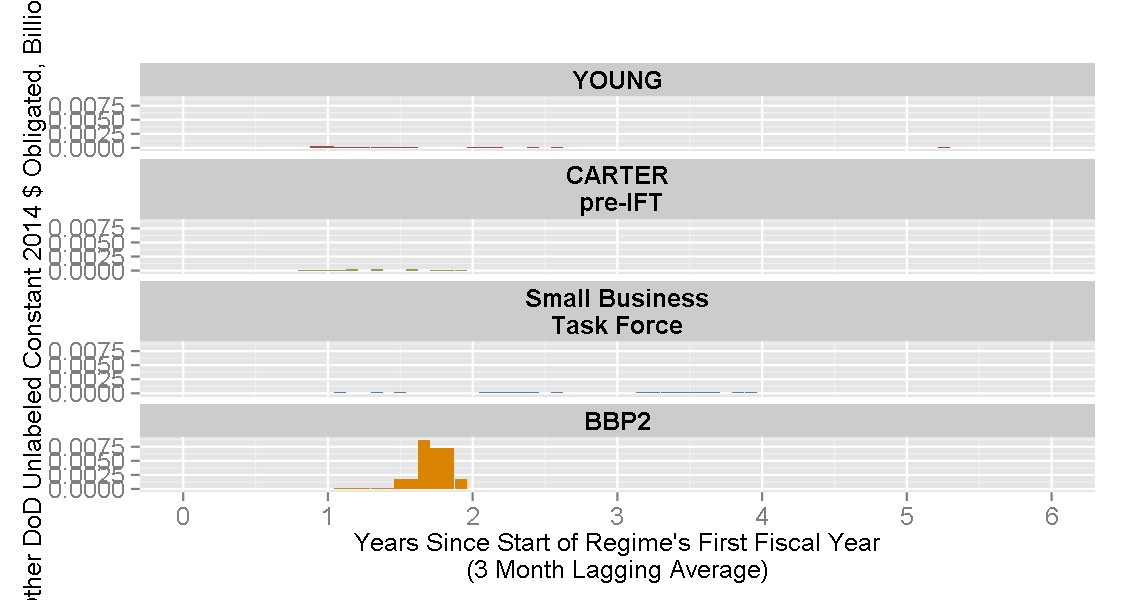 Other DoD Unlabeled Constant 2014 $ Obligated, Billio
YOUNG
0.0075
0.0050
0.0025
0.0000
CARTER
pre-IFT
0.0075
0.0050
0.0025
0.0000
Small Business
Task Force
0.0075
0.0050
0.0025
0.0000
BBP2
0.0075
0.0050
0.0025
0.0000
0 1 2 3 4 5 6
Years Since Start of Regime's First Fiscal Year
(3 Month Lagging Average)